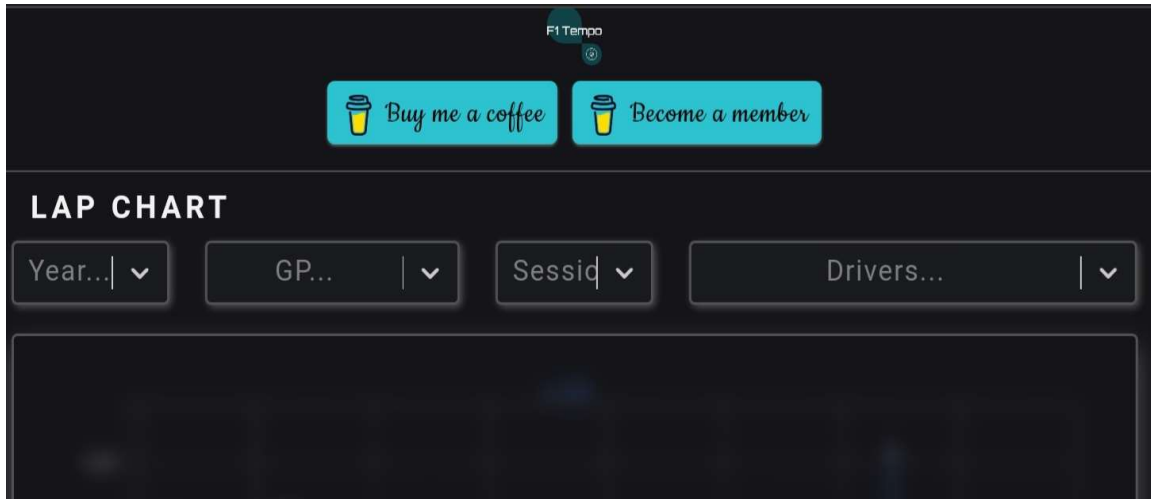 F1 Tempo
Buy me a coffee
Become a member
LAP CHART
Year...
GP...
Sessio
Drivers...